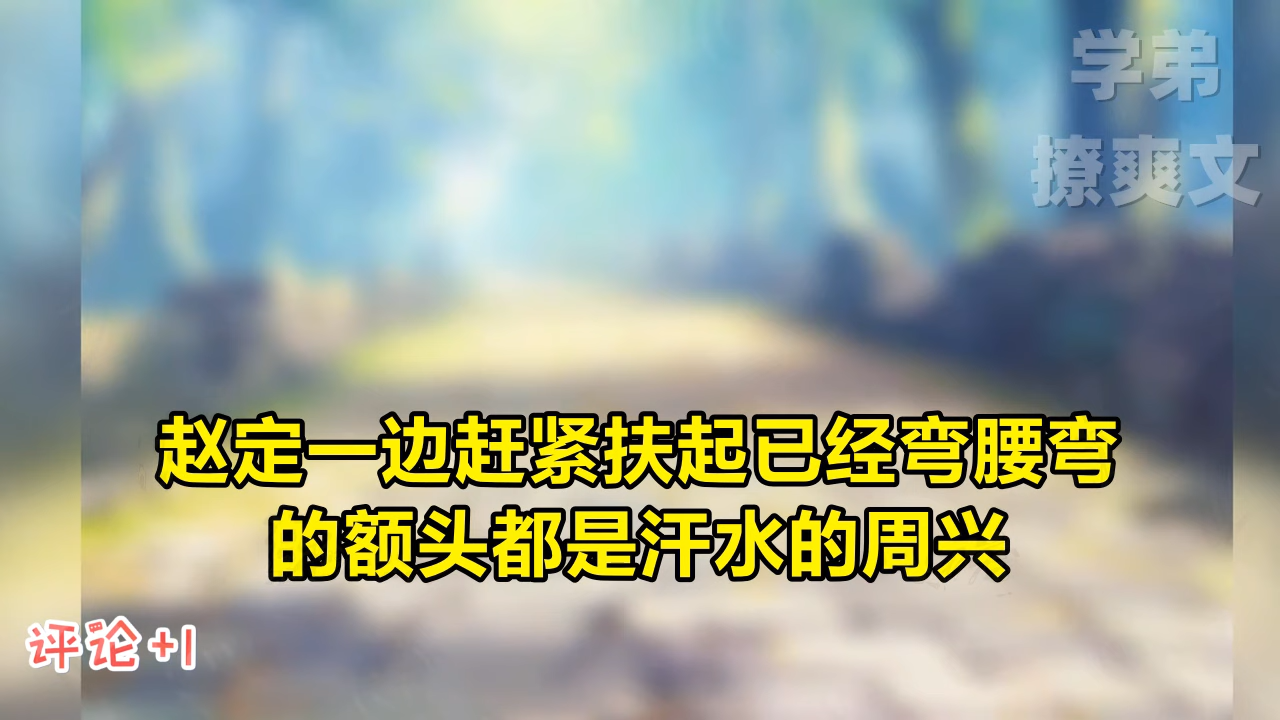 学弟
撩爽文
赵定一边赶紧扶起已经弯腰弯
的额头都是汗水的周兴
评论+1